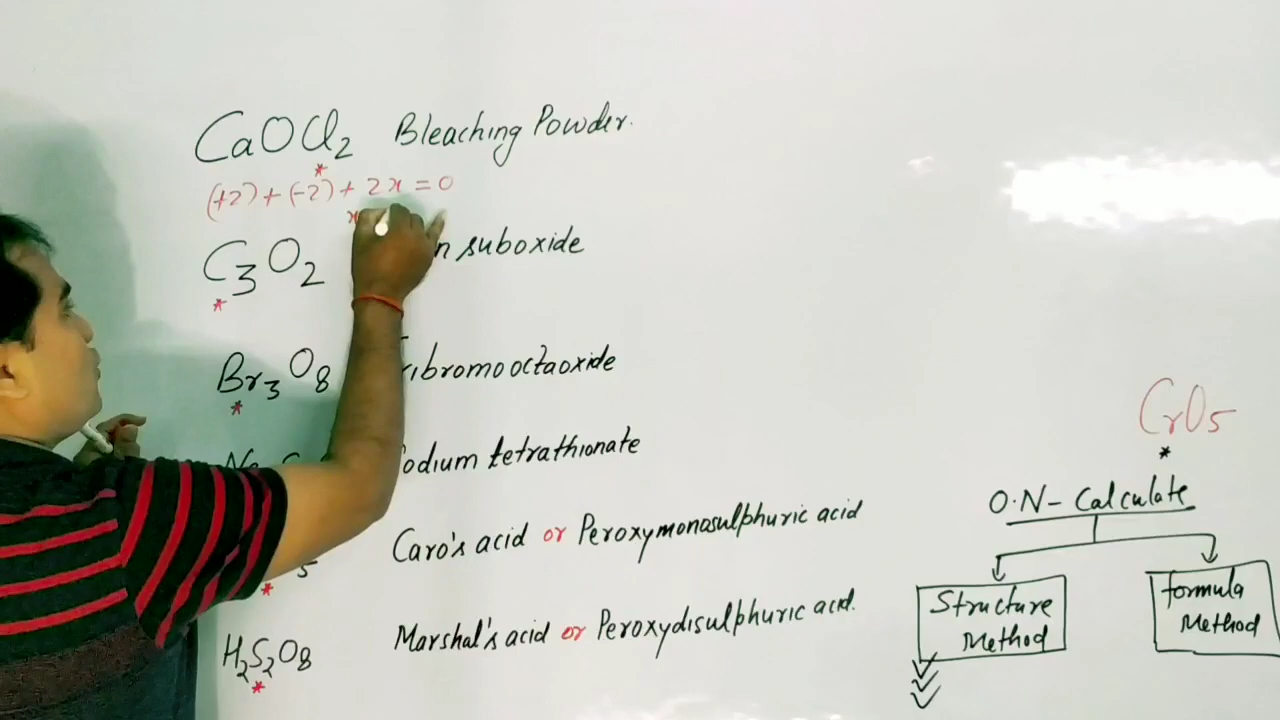 CaOCl2 Bleaching Powder.
*
(+2) + (-2) + 2x = 0
x
C3O2 suboxide
*
Br3O8 ribromooctaoxide
*
odium tetrathionate
Caro's acid or Peroxymonosulphuric acid
5
*
H2S2O8 Marshal's acid or Peroxydisulphuric acid.
*
CrO5
*
O.N - Calculate
Structure Method
formula Method